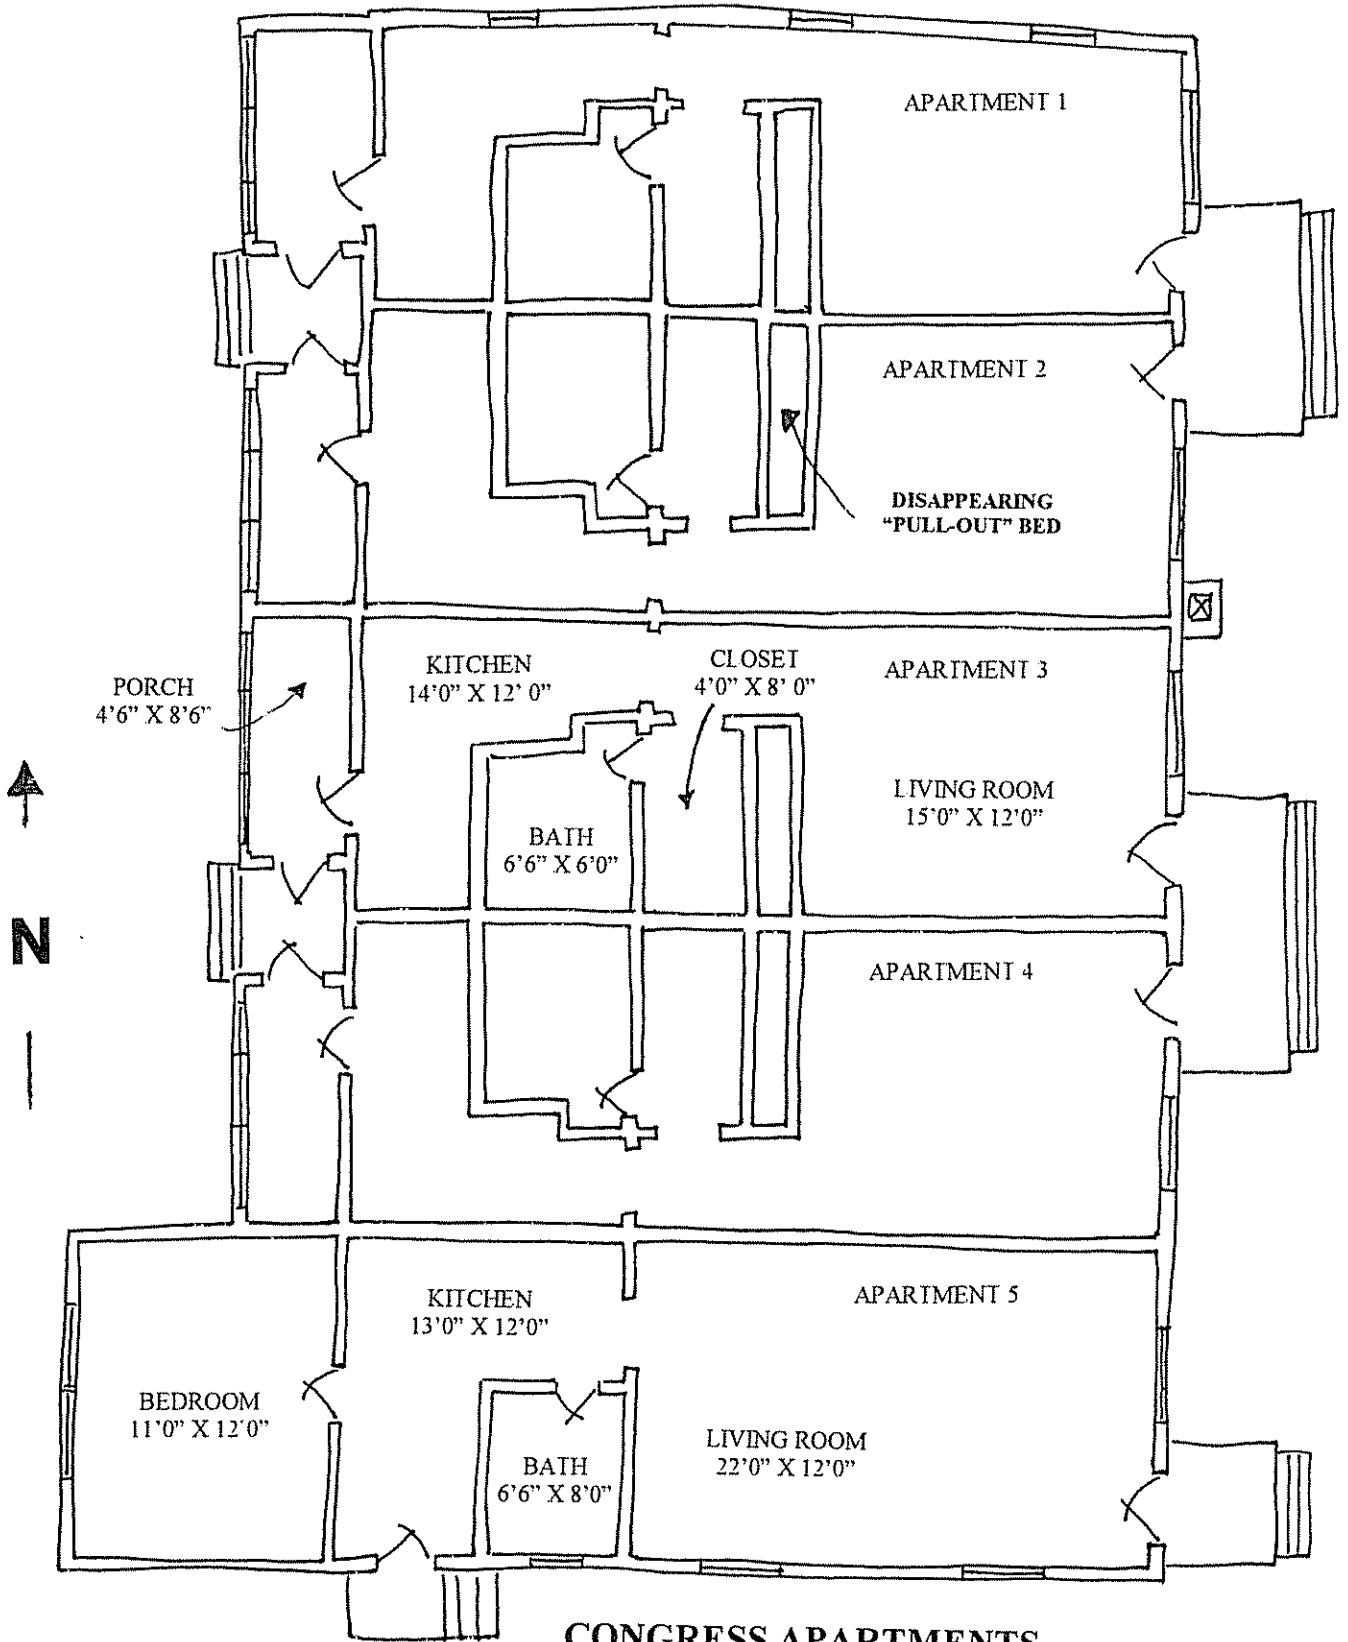 APARTMENT 1
APARTMENT 2
DISAPPEARING
“PULL-OUT” BED
PORCH
4’6” X 8’6”
KITCHEN
14’0” X 12’ 0”
CLOSET
4’0” X 8’ 0”
APARTMENT 3
LIVING ROOM
15’0” X 12’0”
BATH
6’6” X 6’0”
N
APARTMENT 4
KITCHEN
13’0” X 12’0”
APARTMENT 5
BEDROOM
11’0” X 12’0”
BATH
6’6” X 8’0”
LIVING ROOM
22’0” X 12’0”
CONGRESS APARTMENTS